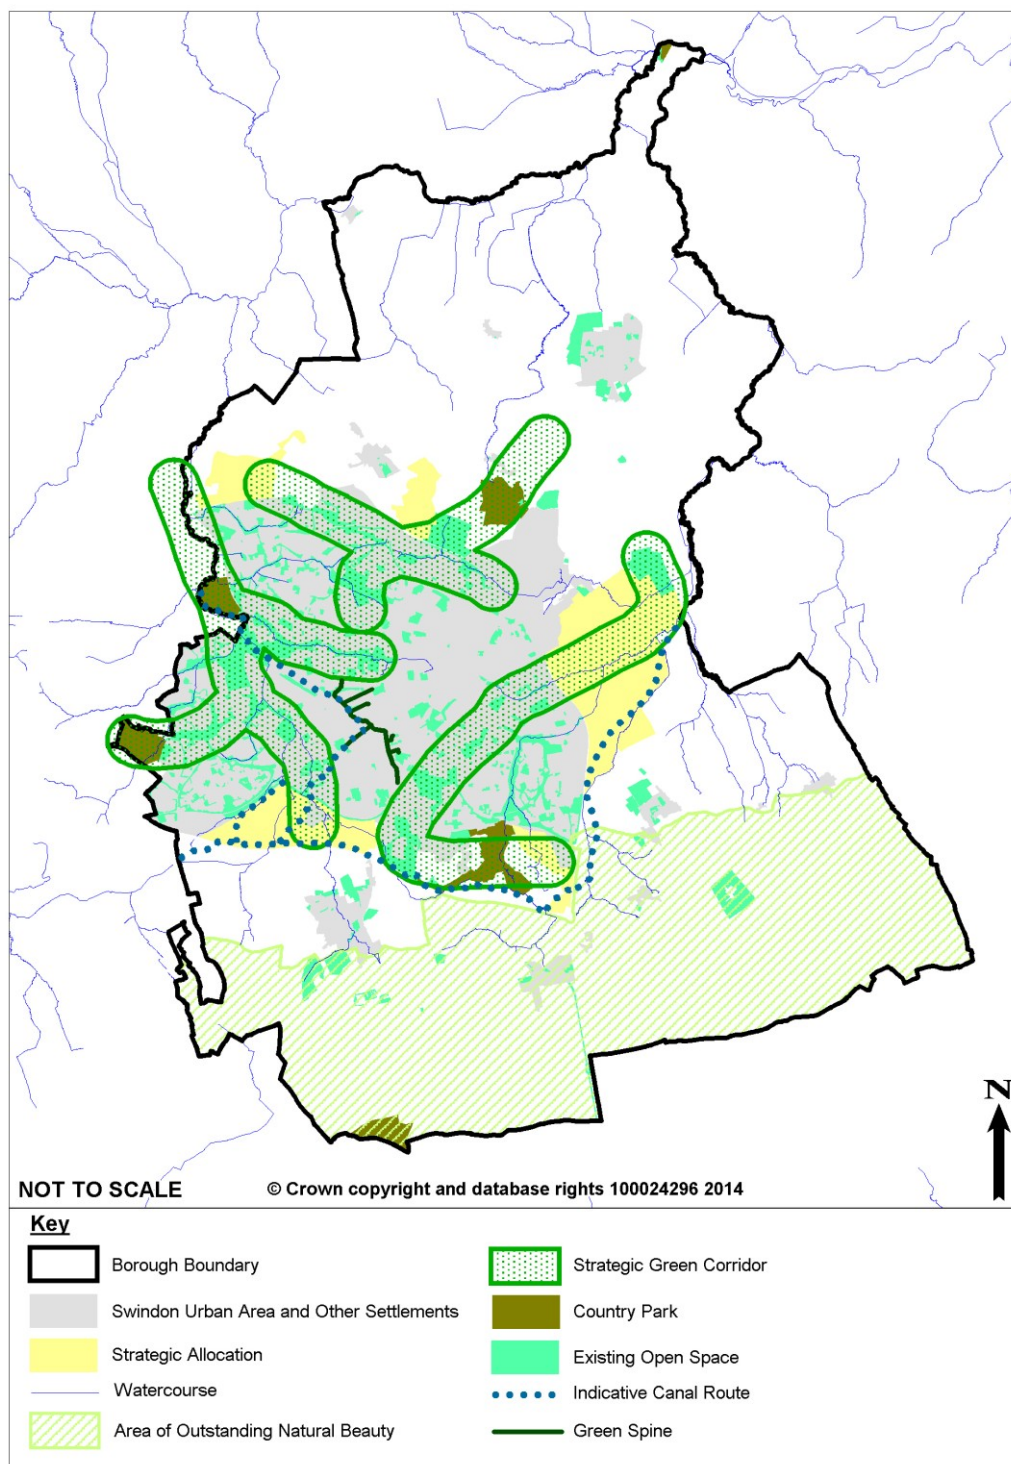 N
NOT TO SCALE
© Crown copyright and database rights 100024296 2014
Key
Borough Boundary
Swindon Urban Area and Other Settlements
Strategic Allocation
Watercourse
Area of Outstanding Natural Beauty
Strategic Green Corridor
Country Park
Existing Open Space
Indicative Canal Route
Green Spine